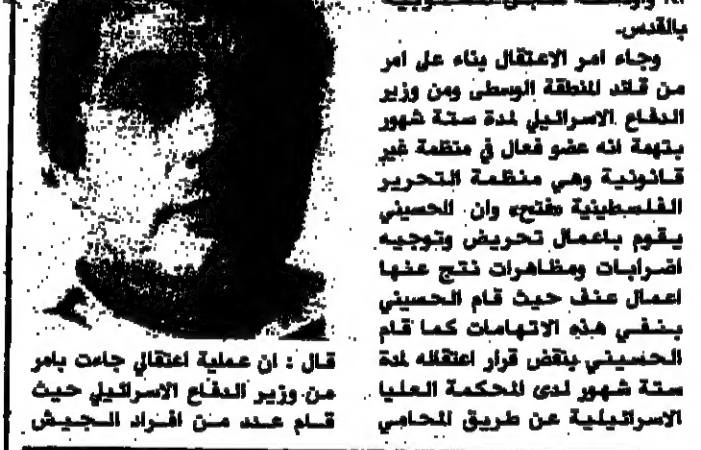 بالقدس.
وجاء امر الاعتقال بناء على امر
من قائد المنطقة الوسطى ومن وزير
الدفاع الاسرائيلي لمدة ستة شهور
بتهمة انه عضو فعال في منظمة غير
قانونية وهي منظمة التحرير
الفلسطينية «فتح» وان الحسيني
يقوم باعمال تحريض وتوجيه
اضرابات ومظاهرات نتج عنها
اعمال عنف حيث قام الحسيني
بنفي هذه الاتهامات كما قام
الحسيني بنقض قرار اعتقاله لمدة
ستة شهور لدى المحكمة العليا
الاسرائيلية عن طريق المحامي
قال : ان عملية اعتقالي جاءت بامر
من وزير الدفاع الاسرائيلي حيث
قام عدد من افراد الجيش